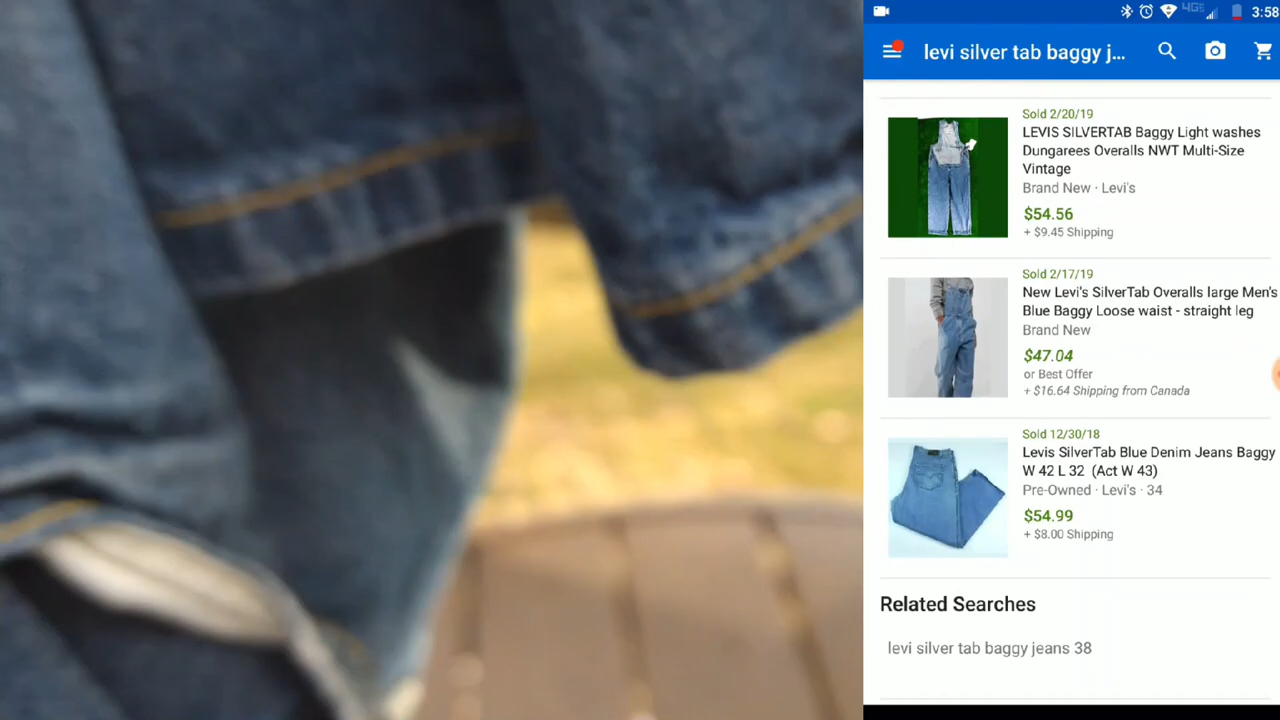 4G
3:58
levi silver tab baggy j...
Sold 2/20/19
LEVIS SILVERTAB Baggy Light washes
Dungarees Overalls NWT Multi-Size
Vintage
Brand New · Levi's
$54.56
+ $9.45 Shipping
Sold 2/17/19
New Levi's SilverTab Overalls large Men's
Blue Baggy Loose waist - straight leg
Brand New
$47.04
or Best Offer
+ $16.64 Shipping from Canada
Sold 12/30/18
Levis SilverTab Blue Denim Jeans Baggy
W 42 L 32 (Act W 43)
Pre-Owned · Levi's · 34
$54.99
+ $8.00 Shipping
Related Searches
levi silver tab baggy jeans 38